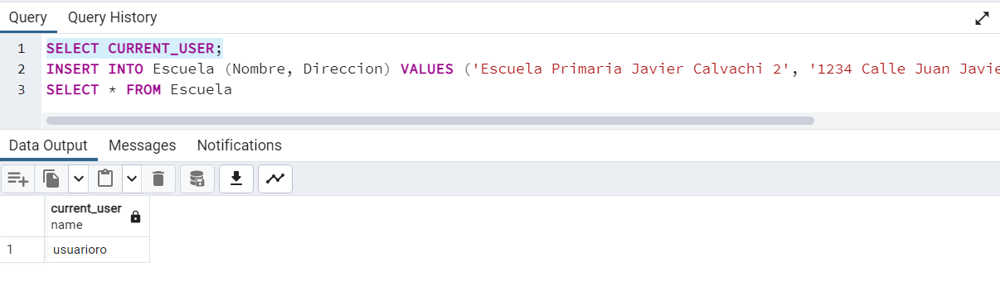 Query Query History
1 SELECT CURRENT_USER;
2 INSERT INTO Escuela (Nombre, Direccion) VALUES ('Escuela Primaria Javier Calvachi 2', '1234 Calle Juan Javie
3 SELECT * FROM Escuela
Data Output Messages Notifications
current_user
name
1 usuarioro